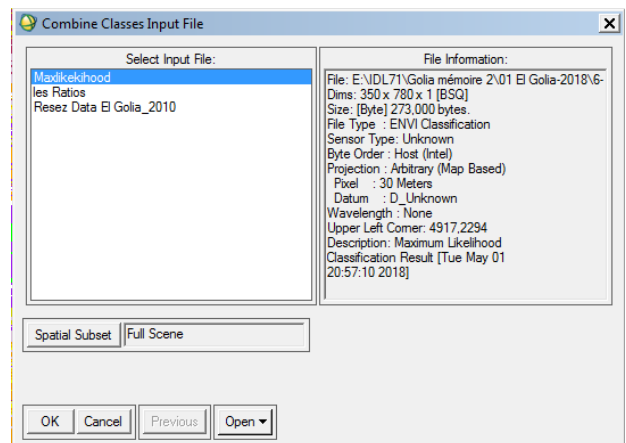 Combine Classes Input File
Select Input File:
Maxlikekihood
les Ratios
Resez Data El Golia_2010
File Information:
File: E:\IDL71\Golia mémoire 2\01 El Golia-2018\6-
Dims: 350 x 780 x 1 [BSQ]
Size: [Byte] 273,000 bytes.
File Type : ENVI Classification
Sensor Type: Unknown
Byte Order : Host (Intel)
Projection : Arbitrary (Map Based)
Pixel : 30 Meters
Datum : D_Unknown
Wavelength : None
Upper Left Corner: 4917,2294
Description: Maximum Likelihood
Classification Result [Tue May 01
20:57:10 2018]
Spatial Subset Full Scene
OK Cancel Previous Open